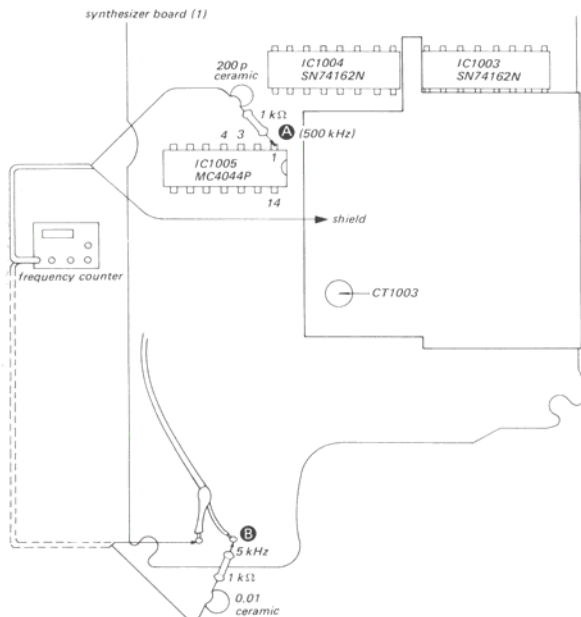 synthesizer board (1)
200 p
ceramic
IC1004
SN74162N
IC1003
SN74162N
1 kΩ
A (500 kHz)
4 3 1
IC1005
MC4044P
14
shield
frequency counter
CT1003
B
5 kHz
1 kΩ
0.01
ceramic